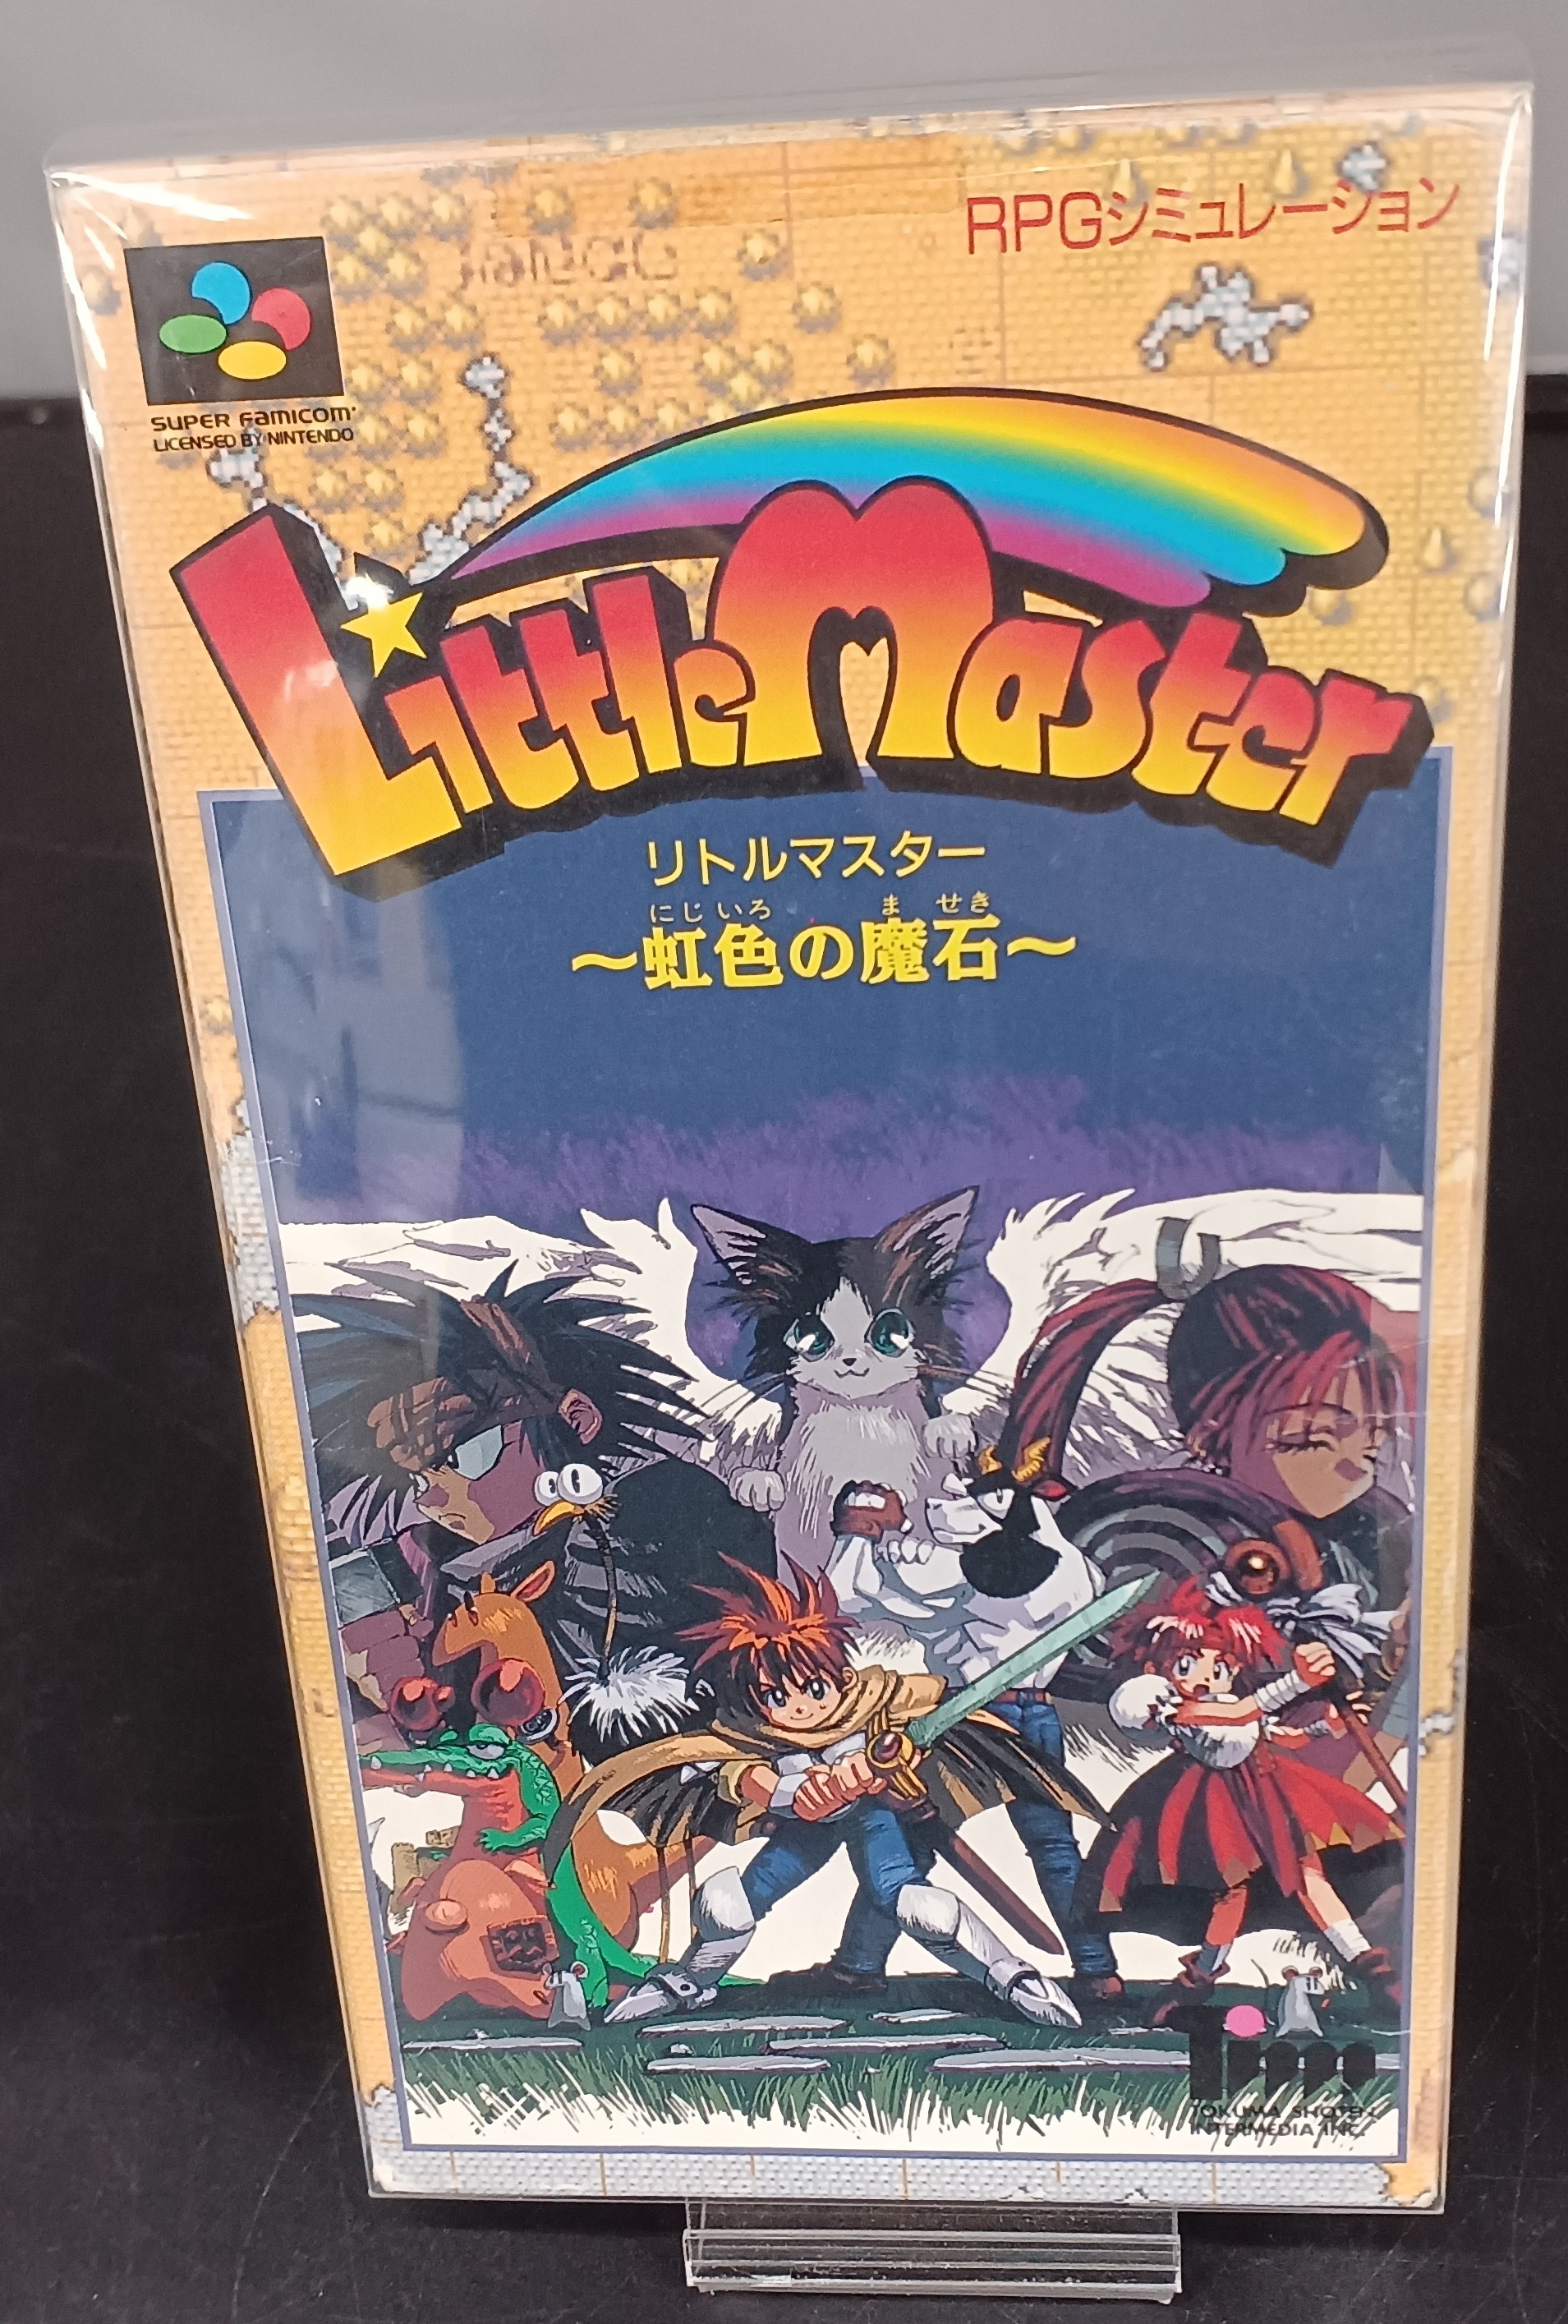 RPGシミュレーション
SUPER FAMICOM
LICENSED BY NINTENDO
Little Master
リトルマスター
にじいろ ませき
～虹色の魔石～
Tim
TOKUMA SHOTEN
INTERMEDIA INC.